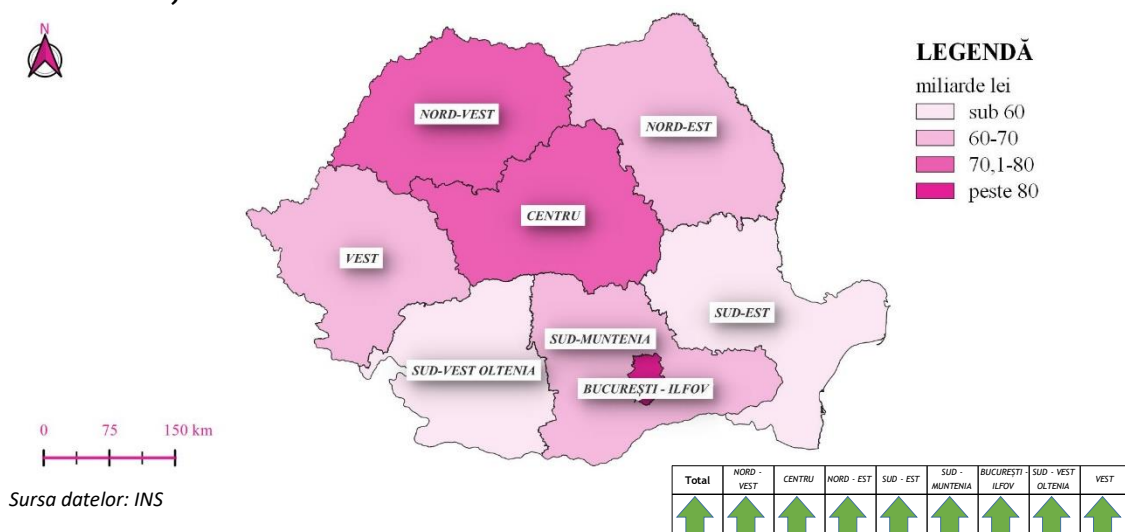 N
LEGENDĂ
miliarde lei
sub 60
60-70
70,1-80
peste 80
NORD-VEST
NORD-EST
CENTRU
VEST
SUD-EST
SUD-MUNTENIA
SUD-VEST OLTENIA
BUCUREȘTI - ILFOV
0 75 150 km
Sursa datelor: INS
Total
NORD -
VEST
CENTRU
NORD - EST
SUD - EST
SUD -
MUNTENIA
BUCUREȘTI -
ILFOV
SUD - VEST
OLTENIA
VEST